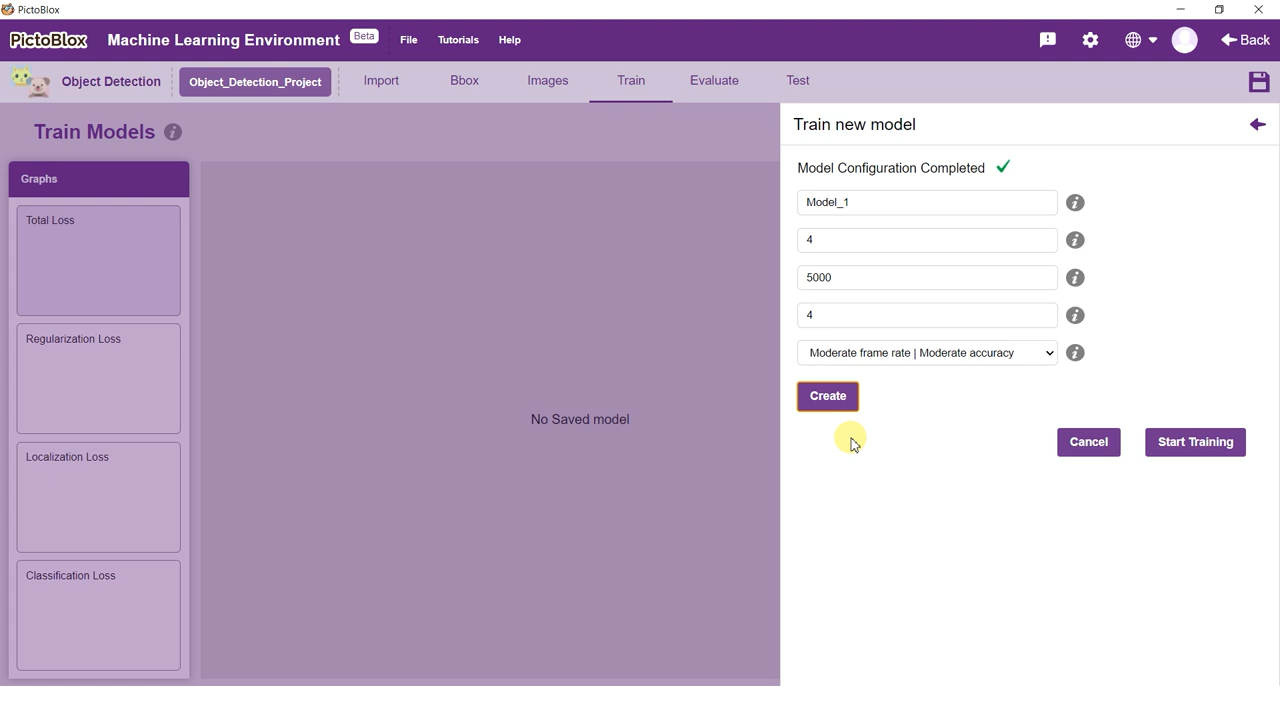 PictoBlox
PictoBlox Machine Learning Environment Beta File Tutorials Help Back
Object Detection Object_Detection_Project Import Bbox Images Train Evaluate Test
Train Models
Graphs
Total Loss
Regularization Loss
Localization Loss
Classification Loss
No Saved model
Train new model
Model Configuration Completed
Model_1
4
5000
4
Moderate frame rate | Moderate accuracy
Create
Cancel Start Training